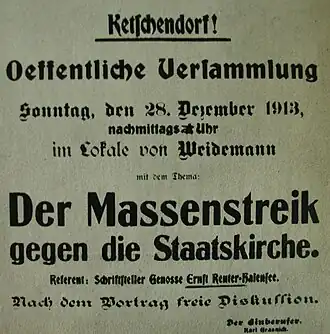 Ketschendorf!
Oeffentliche Versammlung
Sonntag, den 28. Dezember 1913,
nachmittags Uhr
im Lokale von Weidemann
mit dem Thema:
Der Massenstreik
gegen die Staatskirche.
Referent: Schriftsteller Genosse Ernst Reuter-Halensee.
Nach dem Vortrag freie Diskussion.
Der Einberufer.
Karl